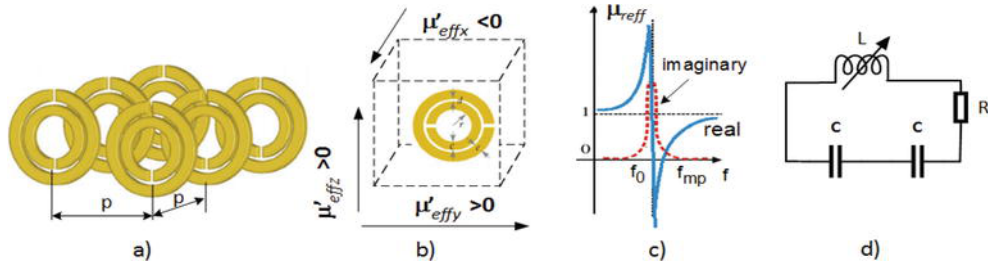 p
p
a)
μ'effx <0
μ'effz >0
d
r
c
μ'effy >0
b)
μreff
imaginary
1
real
o
f0
fmp
f
c)
L
R
c
c
d)